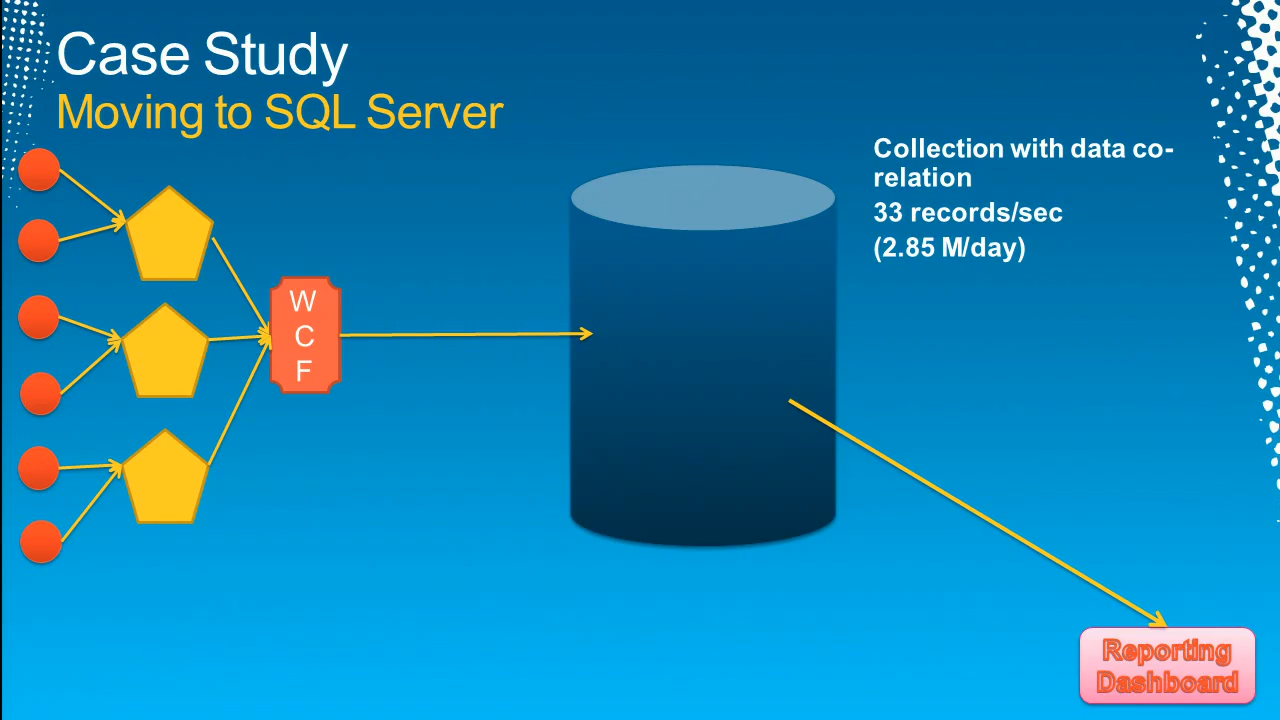 Case Study
Moving to SQL Server
Collection with data co-
relation
33 records/sec
(2.85 M/day)
W
C
F
Reporting
Dashboard